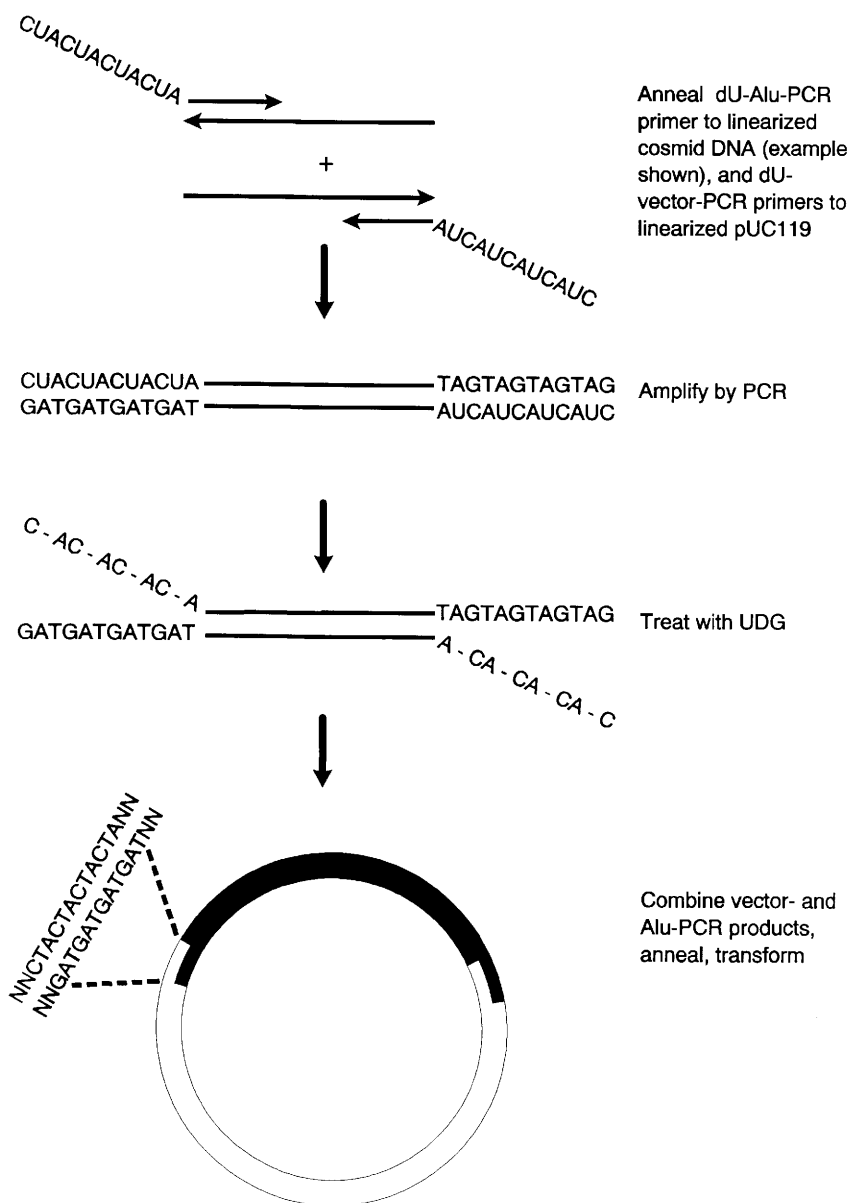 CUACUACUACUA
+
AUCAUCAUCAUC
Anneal dU-Alu-PCR
primer to linearized
cosmid DNA (example
shown), and dU-
vector-PCR primers to
linearized pUC119
CUACUACUACUA TAGTAGTAGTAG
GATGATGATGAT AUCAUCAUCAUC
Amplify by PCR
C - AC - AC - AC - A
TAGTAGTAGTAG
GATGATGATGAT
A - CA - CA - CA - C
Treat with UDG
NNCTACTACTACTANN
NNGATGATGATGATNN
Combine vector- and
Alu-PCR products,
anneal, transform